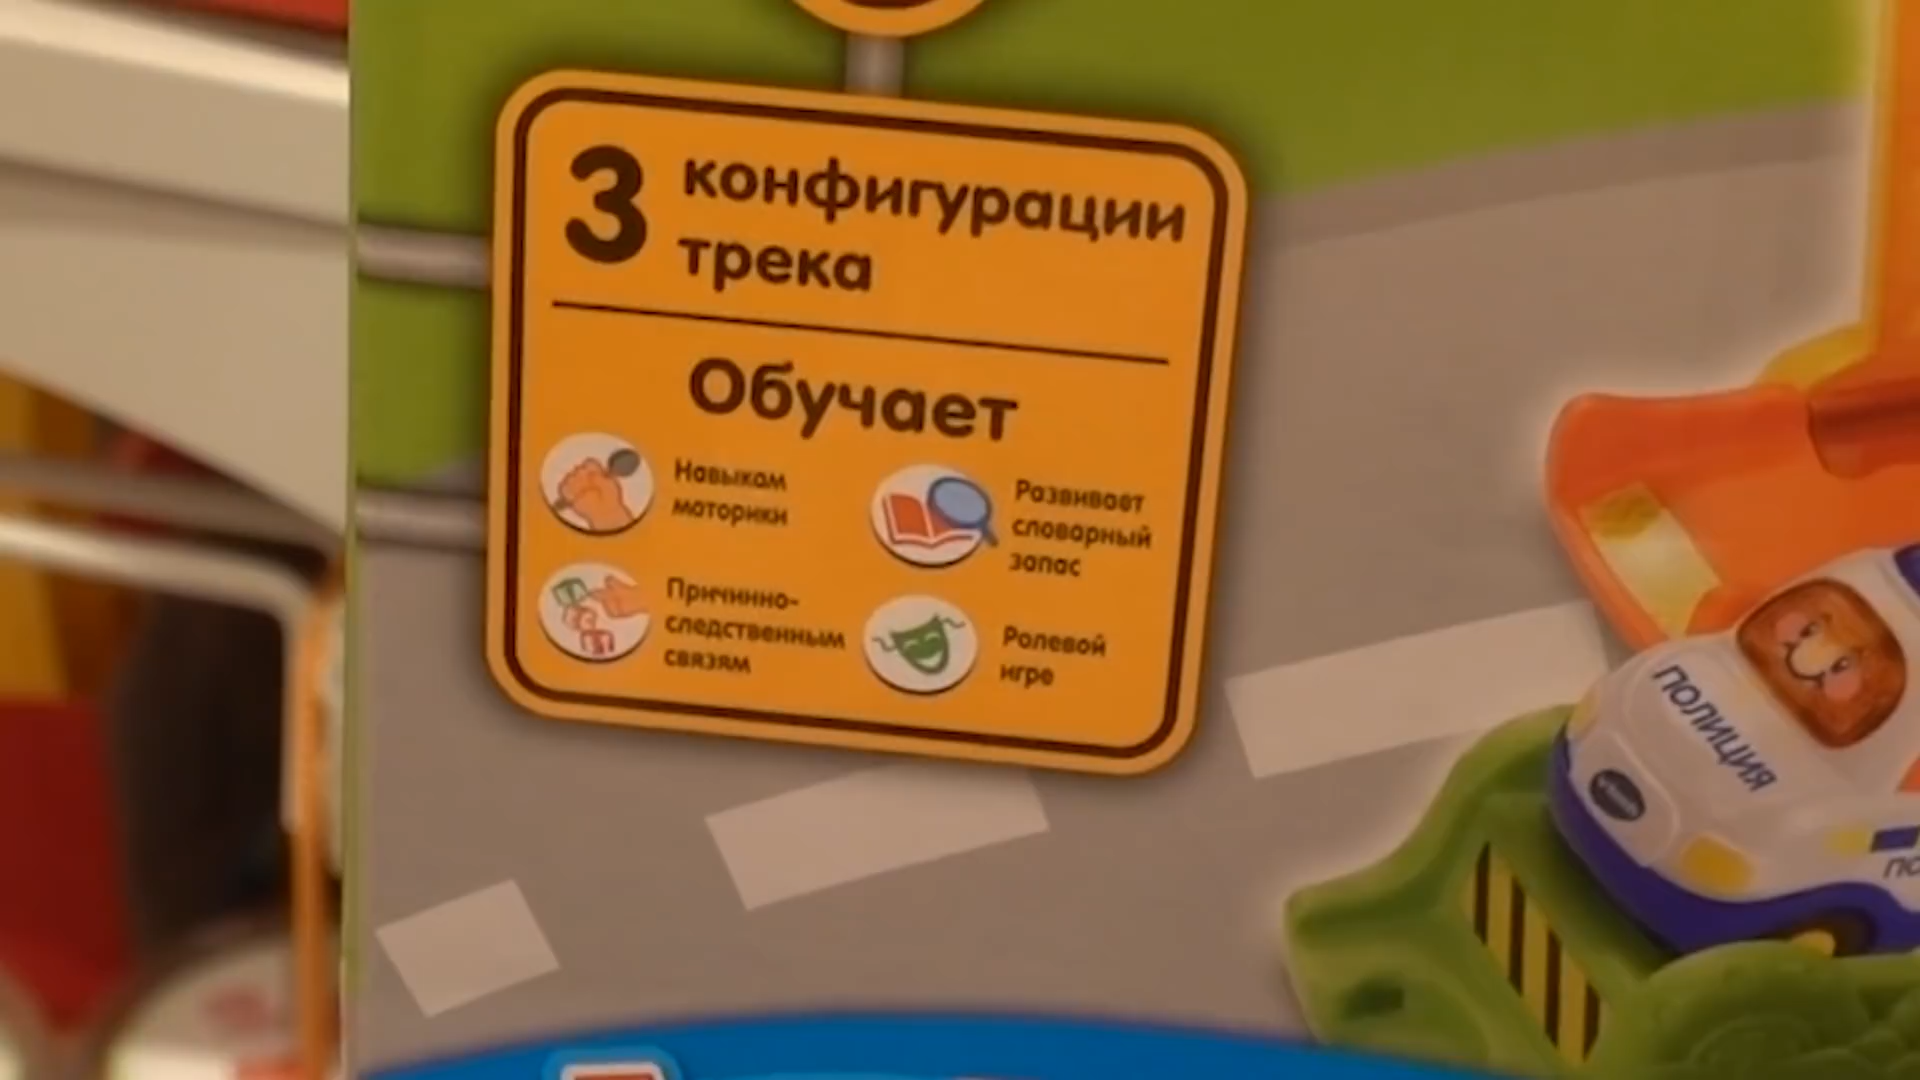 3 конфигурации
трека
Обучает
Навыкам
моторики
Развивает
словарный
запас
Причинно-
следственным
связям
Ролевой
игре
ПОЛИЦИЯ